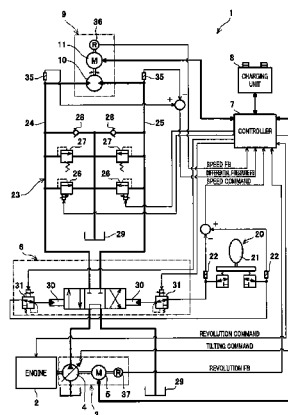 1
36
9
R
11
M
10
35
35
8
CHARGING
UNIT
7
CONTROLLER
24
28
28
25
27
27
23
26
26
SPEED FB
DIFFERENTIAL PRESSURE FB
SPEED COMMAND
29
20
21
6
22
22
31
30
30
31
REVOLUTION COMMAND
TILTING COMMAND
ENGINE
M
R
REVOLUTION FB
29
2
4
5
37
3